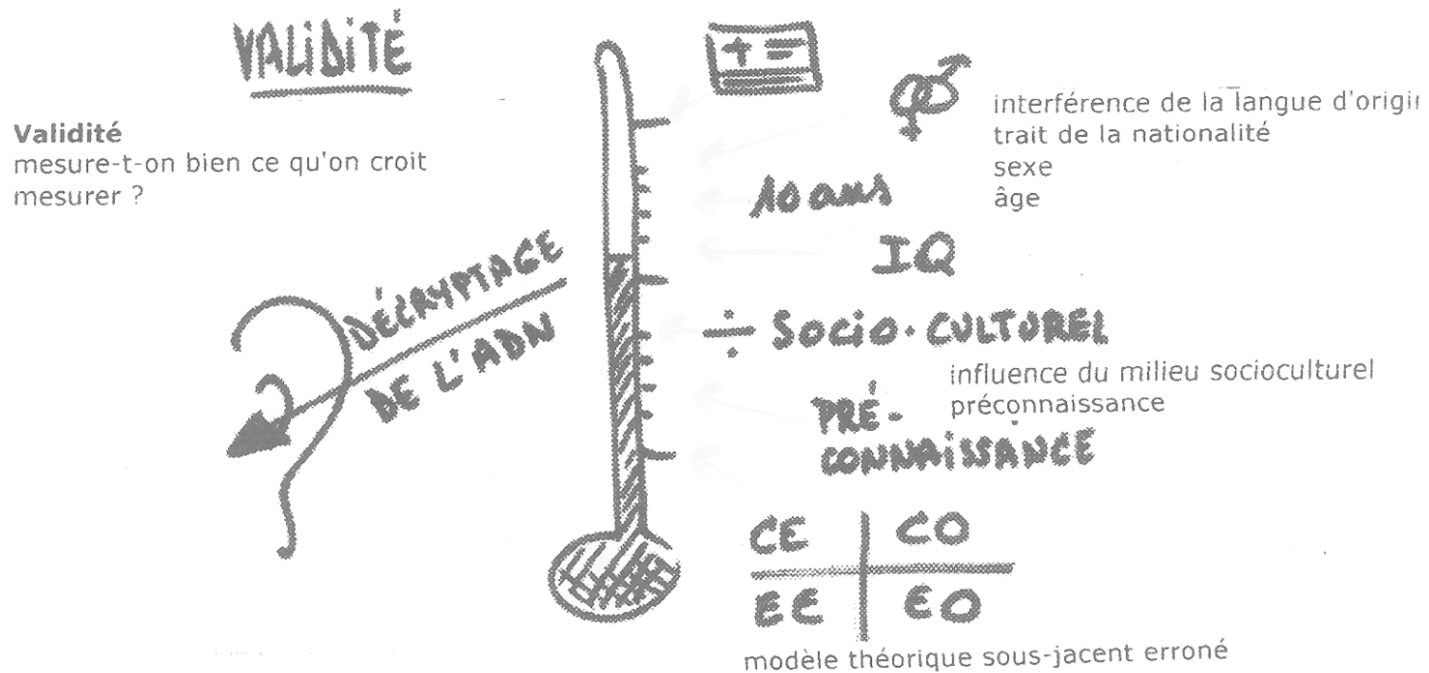 VALIDITÉ
Validité
mesure-t-on bien ce qu'on croit
mesurer ?
DÉCRYPTAGE
DE L'ADN
+ =
interférence de la langue d'origi
trait de la nationalité
sexe
âge
10 ans
IQ
÷ SOCIO-CULTUREL
influence du milieu socioculturel
préconnaissance
PRÉ-
CONNAISSANCE
CE CO
EE EO
modèle théorique sous-jacent erroné